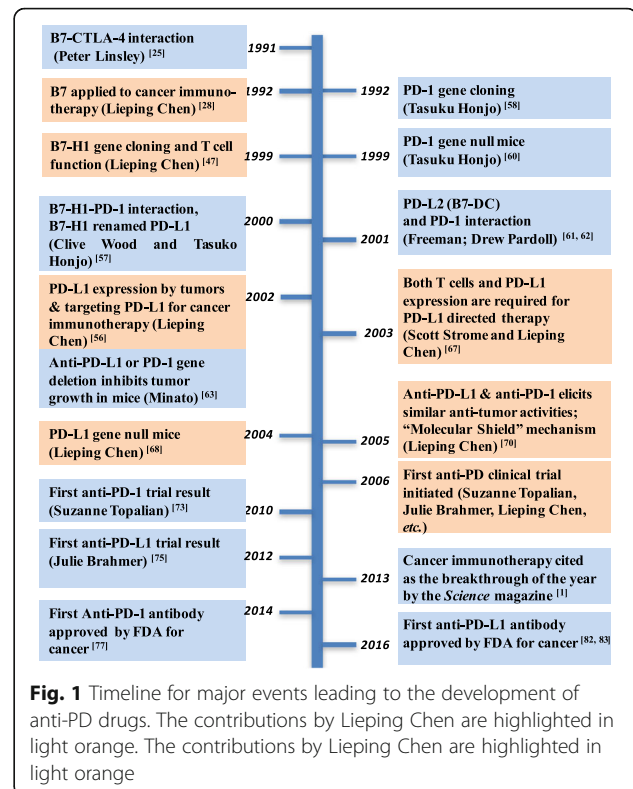 B7-CTLA-4 interaction
(Peter Linsley) [25]
1991
B7 applied to cancer immuno-
therapy (Lieping Chen) [28]
1992
1992
PD-1 gene cloning
(Tasuku Honjo) [58]
B7-H1 gene cloning and T cell
function (Lieping Chen) [47]
1999
1999
PD-1 gene null mice
(Tasuku Honjo) [60]
B7-H1-PD-1 interaction,
B7-H1 renamed PD-L1
(Clive Wood and Tasuko
Honjo) [57]
2000
2001
PD-L2 (B7-DC)
and PD-1 interaction
(Freeman; Drew Pardoll) [61, 62]
PD-L1 expression by tumors
& targeting PD-L1 for cancer
immunotherapy (Lieping
Chen) [56]
2002
2003
Both T cells and PD-L1
expression are required for
PD-L1 directed therapy
(Scott Strome and Lieping
Chen) [67]
Anti-PD-L1 or PD-1 gene
deletion inhibits tumor
growth in mice (Minato) [63]
PD-L1 gene null mice
(Lieping Chen) [68]
2004
2005
Anti-PD-L1 & anti-PD-1 elicits
similar anti-tumor activities;
“Molecular Shield” mechanism
(Lieping Chen) [70]
2006
First anti-PD clinical trial
initiated (Suzanne Topalian,
Julie Brahmer, Lieping Chen,
etc.)
First anti-PD-1 trial result
(Suzanne Topalian) [73]
2010
First anti-PD-L1 trial result
(Julie Brahmer) [75]
2012
2013
Cancer immunotherapy cited
as the breakthrough of the year
by the Science magazine [1]
First Anti-PD-1 antibody
approved by FDA for
cancer [77]
2014
2016
First anti-PD-L1 antibody
approved by FDA for cancer [82, 83]
Fig. 1 Timeline for major events leading to the development of
anti-PD drugs. The contributions by Lieping Chen are highlighted in
light orange. The contributions by Lieping Chen are highlighted in
light orange